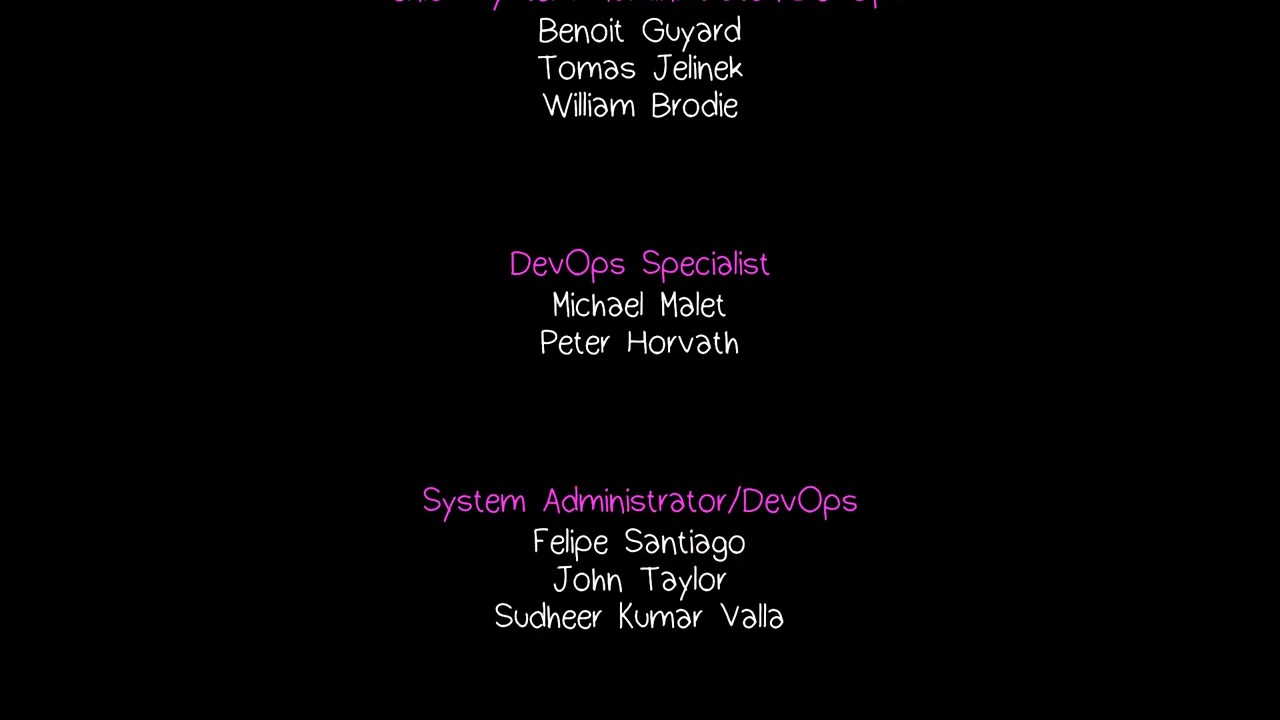 Benoit Guyard
Tomas Jelinek
William Brodie
DevOps Specialist
Michael Malet
Peter Horvath
System Administrator/DevOps
Felipe Santiago
John Taylor
Sudheer Kumar Valla